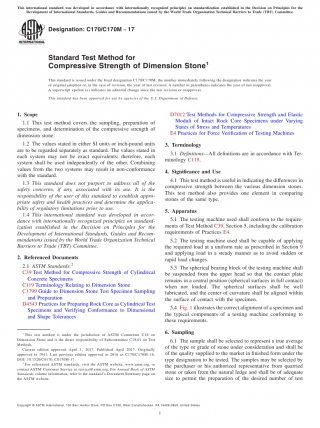 This international standard was developed in accordance with internationally recognized principles on standardization established in the Decision on Principles for the
Development of International Standards, Guides and Recommendations issued by the World Trade Organization Technical Barriers to Trade (TBT) Committee.
Designation: C170/C170M – 17
INTERNATIONAL
Standard Test Method for
Compressive Strength of Dimension Stone1
This standard is issued under the fixed designation C170/C170M; the number immediately following the designation indicates the year
of original adoption or, in the case of revision, the year of last revision. A number in parentheses indicates the year of last reapproval.
A superscript epsilon (ε) indicates an editorial change since the last revision or reapproval.
This standard has been approved for use by agencies of the U.S. Department of Defense.
1. Scope
1.1 This test method covers the sampling, preparation of
specimens, and determination of the compressive strength of
dimension stone.
1.2 The values stated in either SI units or inch-pound units
are to be regarded separately as standard. The values stated in
each system may not be exact equivalents; therefore, each
system shall be used independently of the other. Combining
values from the two systems may result in non-conformance
with the standard.
1.3 This standard does not purport to address all of the
safety concerns, if any, associated with its use. It is the
responsibility of the user of this standard to establish appro-
priate safety and health practices and determine the applica-
bility of regulatory limitations prior to use.
1.4 This international standard was developed in accor-
dance with internationally recognized principles on standard-
ization established in the Decision on Principles for the
Development of International Standards, Guides and Recom-
mendations issued by the World Trade Organization Technical
Barriers to Trade (TBT) Committee.
2. Referenced Documents
2.1 ASTM Standards:2
C39 Test Method for Compressive Strength of Cylindrical
Concrete Specimens
C119 Terminology Relating to Dimension Stone
C1799 Guide to Dimension Stone Test Specimen Sampling
and Preparation
D4543 Practices for Preparing Rock Core as Cylindrical Test
Specimens and Verifying Conformance to Dimensional
and Shape Tolerances
1 This test method is under the jurisdiction of ASTM Committee C18 on
Dimension Stone and is the direct responsibility of Subcommittee C18.01 on Test
Methods.
Current edition approved April 1, 2017. Published April 2017. Originally
approved in 1941. Last previous edition approved in 2016 as C170/C170M–16.
DOI: 10.1520/C0170_C0170M-17.
2 For referenced ASTM standards, visit the ASTM website, www.astm.org, or
contact ASTM Customer Service at service@astm.org. For Annual Book of ASTM
Standards volume information, refer to the standard's Document Summary page on
the ASTM website.
D7012 Test Methods for Compressive Strength and Elastic
Moduli of Intact Rock Core Specimens under Varying
States of Stress and Temperatures
E4 Practices for Force Verification of Testing Machines
3. Terminology
3.1 Definitions—All definitions are in accordance with Ter-
minology C119.
4. Significance and Use
4.1 This test method is useful in indicating the differences in
compressive strength between the various dimension stones.
This test method also provides one element in comparing
stones of the same type.
5. Apparatus
5.1 The testing machine used shall conform to the require-
ments of Test Method C39, Section 5, including the calibration
requirements of Practices E4.
5.2 The testing machine used shall be capable of applying
the required load at a uniform rate as prescribed in Section 9
and applying load in a steady manner as to avoid sudden or
rapid load changes.
5.3 The spherical bearing block of the testing machine shall
be suspended from the upper head so that the contact plate
remains in a central position (spherical surfaces in full contact)
when not loaded. The spherical surfaces shall be well
lubricated, and the center of curvature shall be aligned within
the surface of contact with the specimen.
5.4 Fig. 1 illustrates the correct alignment of a specimen and
the typical components of a testing machine conforming to
these requirements.
6. Sampling
6.1 The sample shall be selected to represent a true average
of the type or grade of stone under consideration and shall be
of the quality supplied to the market in finished form under the
type designation to be tested. The samples may be selected by
the purchaser or his authorized representative from quarried
stone or taken from the natural ledge and shall be of adequate
size to permit the preparation of the desired number of test
Copyright © ASTM International, 100 Barr Harbor Drive, PO Box C700, West Conshohocken, PA 19428-2959. United States
1